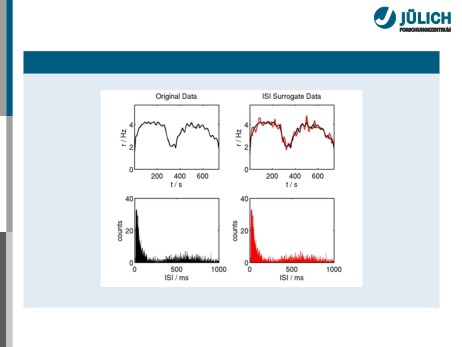 JÜLICH
FORSCHUNGSZENTRUM
Original Data
ISI Surrogate Data
r / Hz
4
2
0
200 400 600
t / s
r / Hz
4
2
0
200 400 600
t / s
counts
40
20
0
0 500 1000
ISI / ms
counts
40
20
0
0 500 1000
ISI / ms